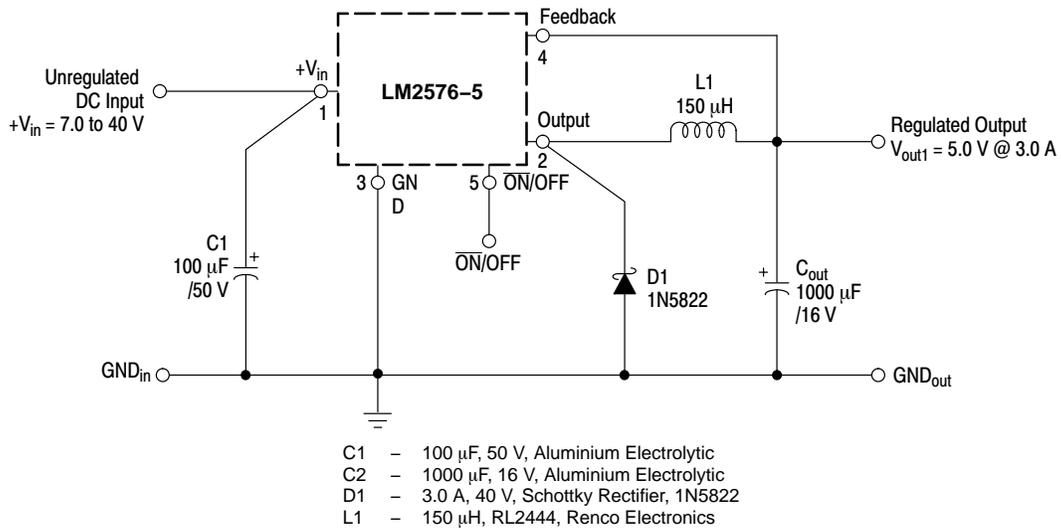 Feedback
4
Unregulated
DC Input
+Vin = 7.0 to 40 V
+Vin
1
LM2576–5
L1
150 μH
Output
2
Regulated Output
Vout1 = 5.0 V @ 3.0 A
3
GN
D
5
ON/OFF
ON/OFF
C1
100 μF
/50 V
+
D1
1N5822
+
Cout
1000 μF
/16 V
GNDin
GNDout
C1 – 100 μF, 50 V, Aluminium Electrolytic
C2 – 1000 μF, 16 V, Aluminium Electrolytic
D1 – 3.0 A, 40 V, Schottky Rectifier, 1N5822
L1 – 150 μH, RL2444, Renco Electronics